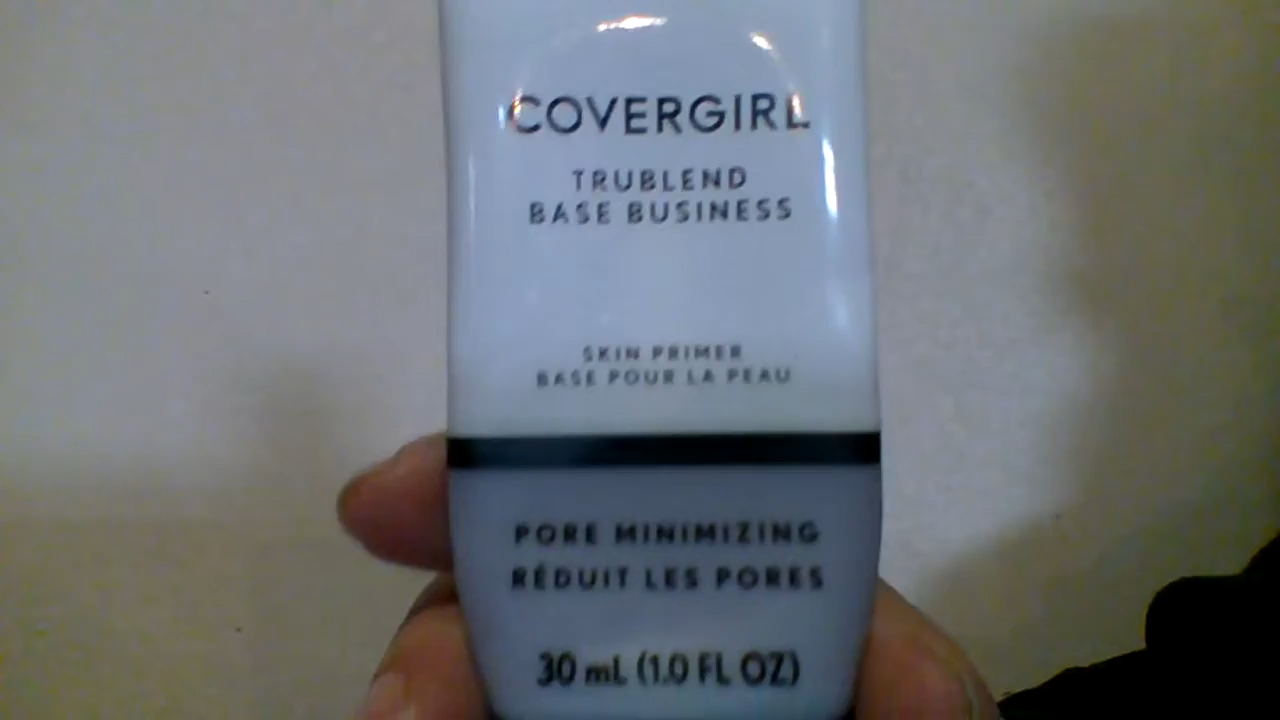 COVERGIRL
TRUBLEND
BASE BUSINESS
SKIN PRIMER
BASE POUR LA PEAU
PORE MINIMIZING
RÉDUIT LES PORES
30 mL (1.0 FL OZ)